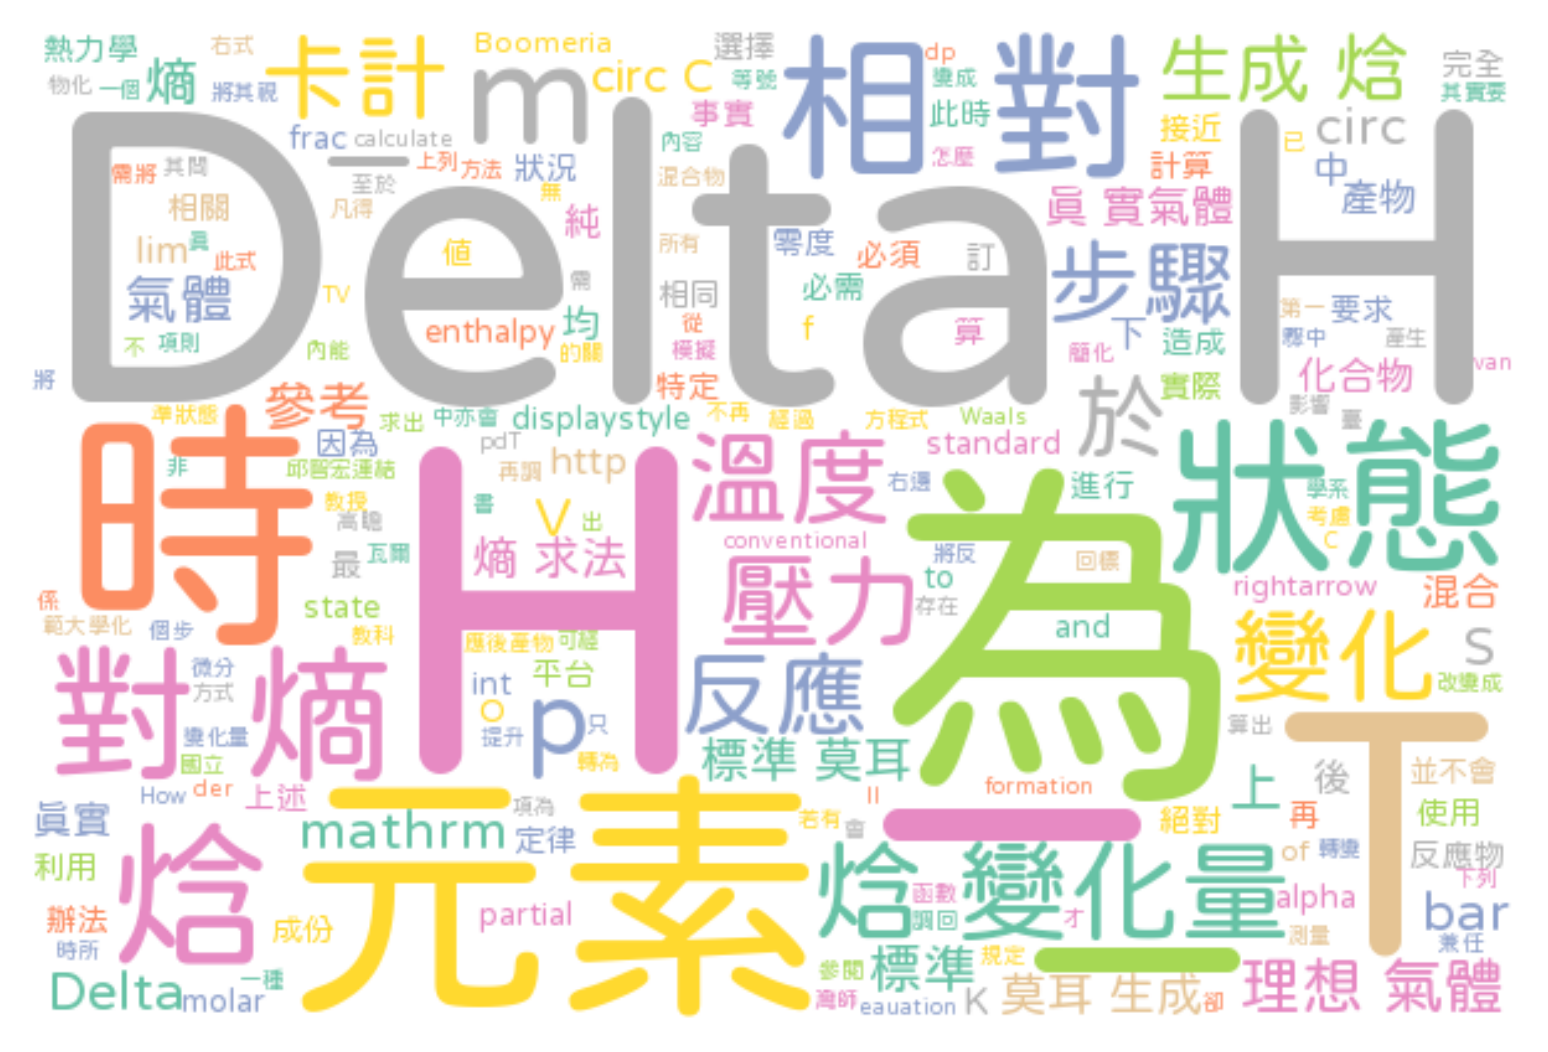 熱力學
右式
卡計
Boomeria
選擇
相對
dp
生成 焓
完全
物化
一個
熵
將其視
m
circ C
等號
變成
其實要
Delta H
frac
calculate
事實
此時
接近
已
circ
內容
怎麼
需將
其間
上列
方法
狀況
混合物
計算
中
產物
至於
無
相關
凡得
純
眞 實氣體
lim
眞
此式
值
所有
零度
必須
訂
步驟
氣體
TV
需
相同
必需
第一
要求
enthalpy
均
從
f
算
下
造成
驟中
產生
不
項則
內能
的關
模擬
簡化
化合物
van
將
特定
實際
影響
臺
準狀態
參考
求出
中亦會
displaystyle
不再
經過
方程式
Waals
於
時
因為
pdT
H
溫度
standard
狀態
非
邱智宏連結
再調
http
右邊
為
進行
學系
教授
高瞻
書
V
出
考慮
C
最
瓦爾
熵 求法
conventional
將反
回標
壓力
to
rightarrow
混合
係
state
存在
範大學化
個步
教科
應後產物
可經
and
變化
S
對 熵
微分
方式
平台
反應
改變成
int
O
p
只
變化量
提升
算出
T
國立
轉為
標準 莫耳
並不會
How
der
上述
formation
上
後
眞實
元素
項為
II
mathrm
定律
若有
會
絕對
再
使用
利用
焓
焓 變化量
of
轉變
反應物
下列
辦法
成份
partial
函數
調回
才
alpha
bar
時所
測量
兼任
Delta
一種
參閱
標準
規定
molar
灣師
eauation
K
莫耳 生成
卻
理想 氣體